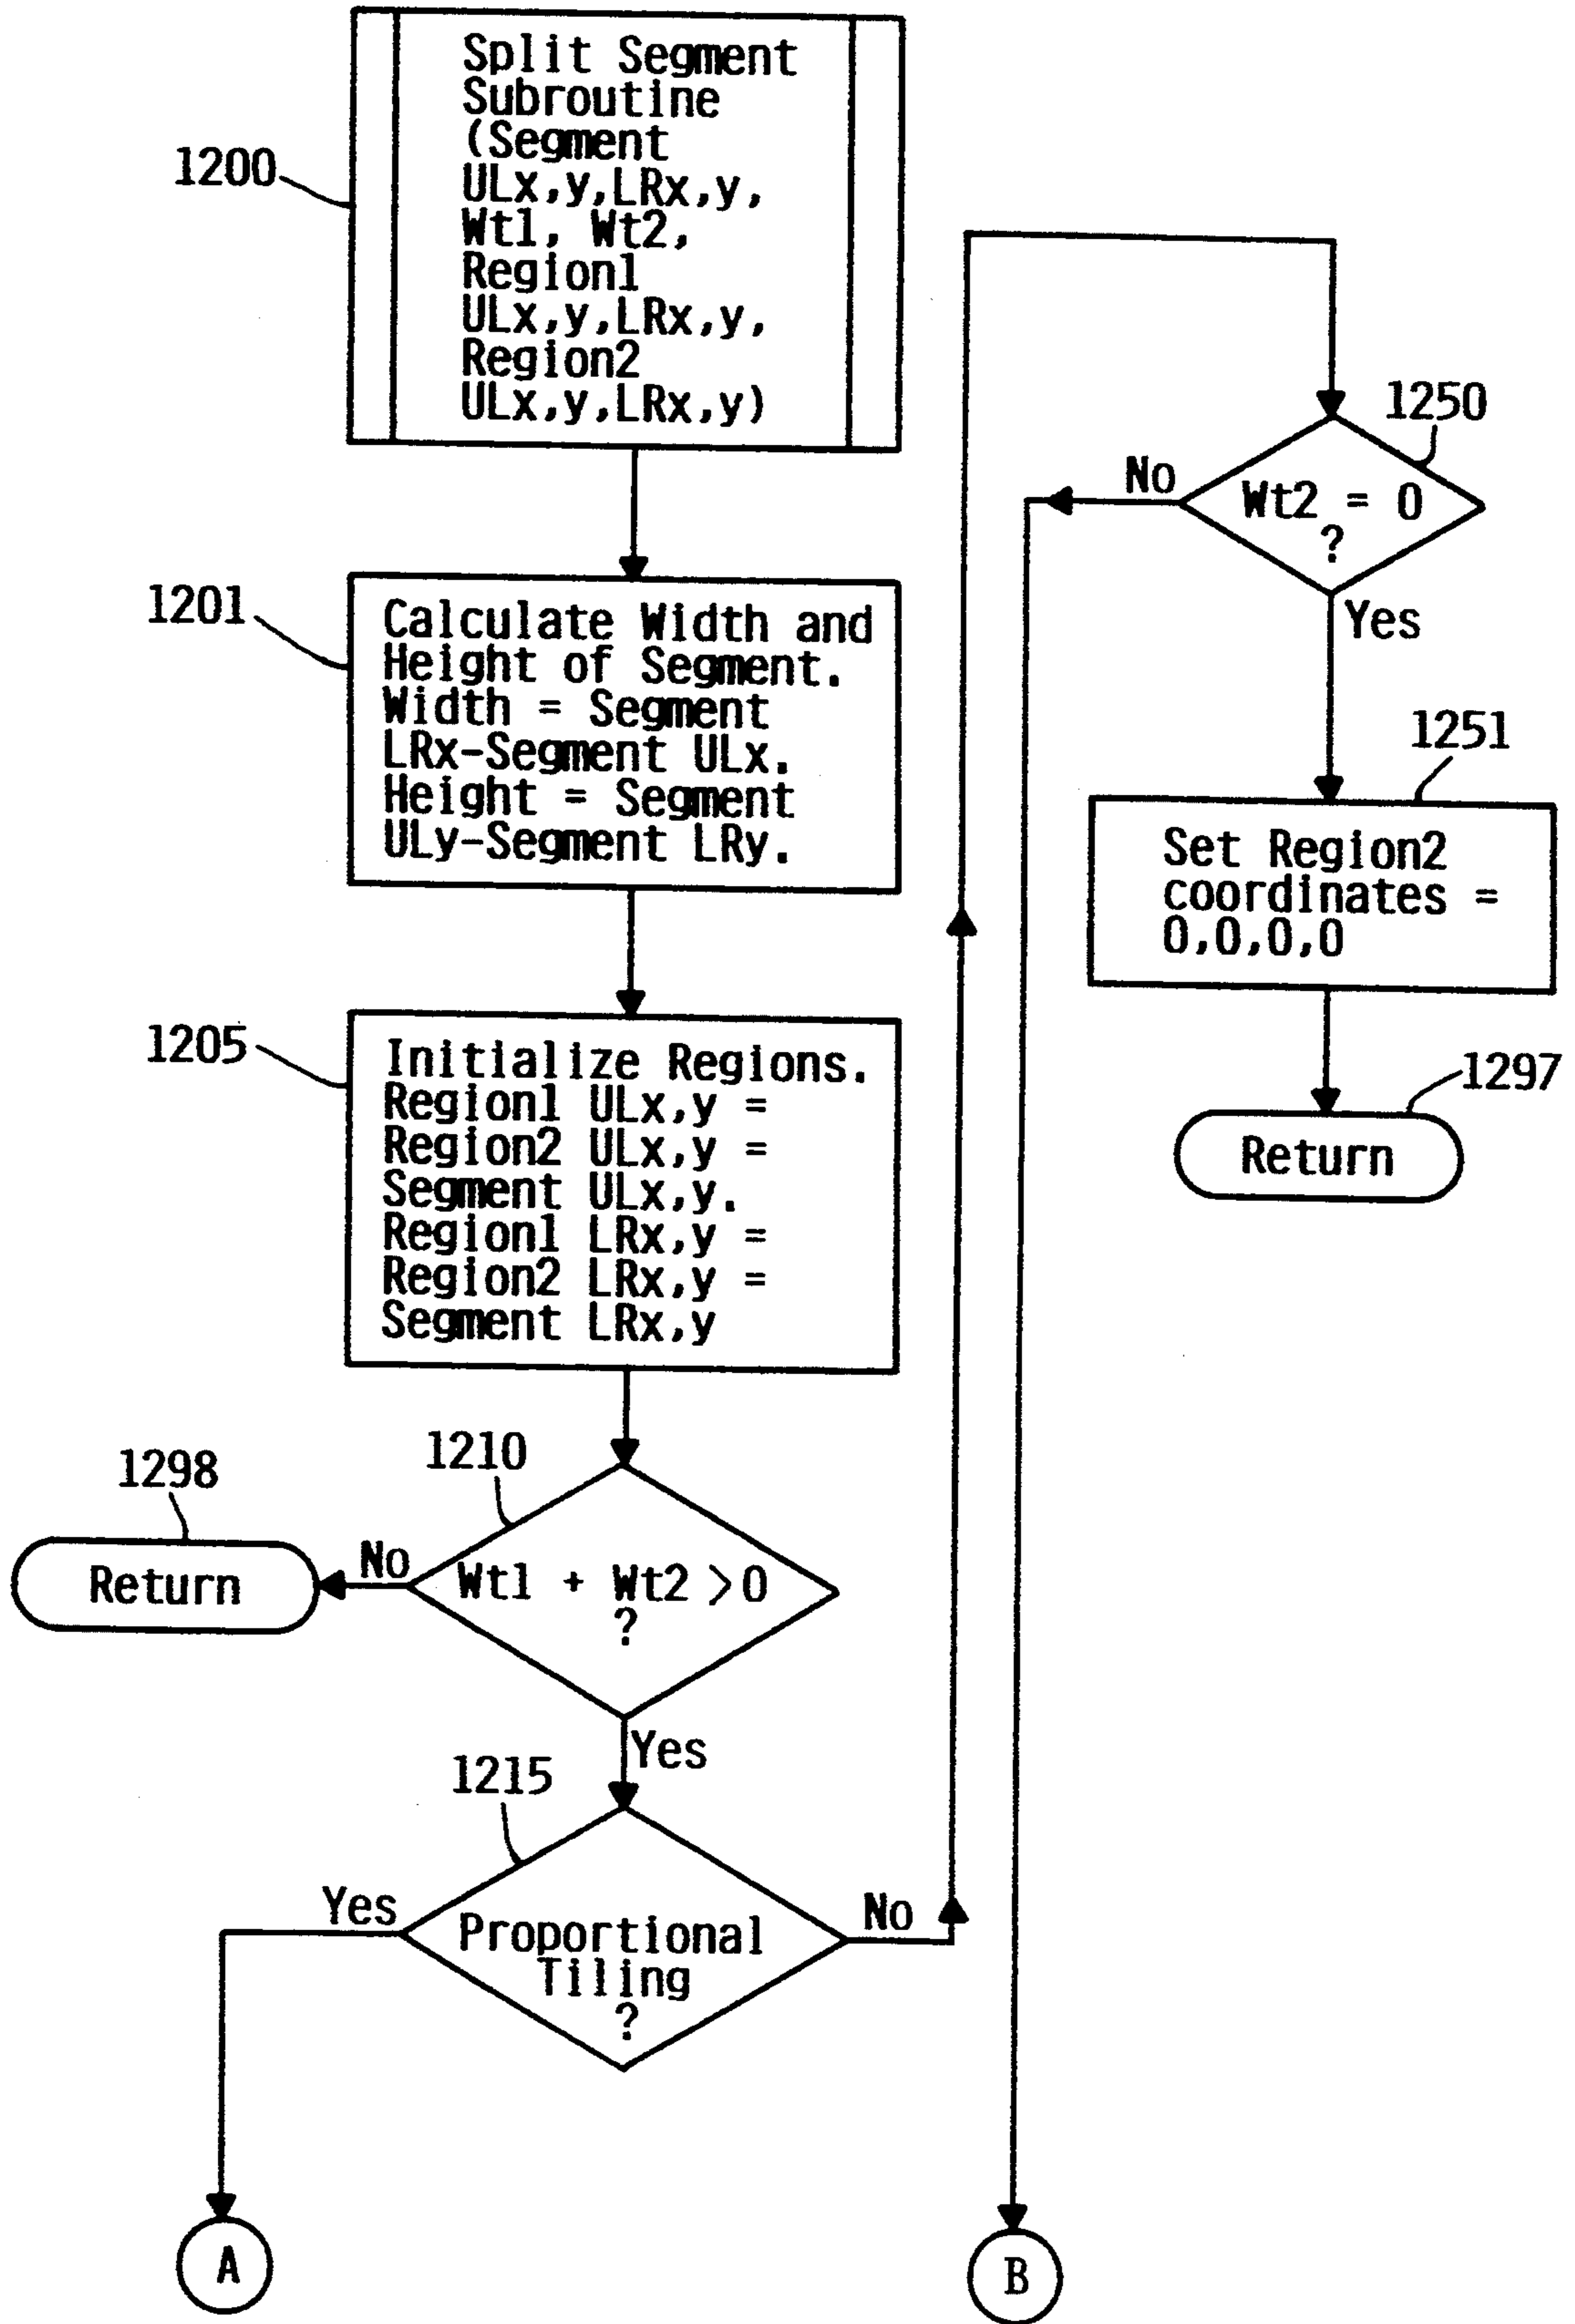 1200
Split Segment
Subroutine
(Segment
ULx,y,LRx,y,
Wt1, Wt2,
Region1
ULx,y,LRx,y,
Region2
ULx,y,LRx,y)
1201
Calculate Width and
Height of Segment.
Width = Segment
LRx-Segment ULx.
Height = Segment
ULy-Segment LRy.
1205
Initialize Regions.
Region1 ULx,y =
Region2 ULx,y =
Segment ULx,y.
Region1 LRx,y =
Region2 LRx,y =
Segment LRx,y
1210
Wt1 + Wt2 >0
?
No
1298
Return
Yes
1215
Proportional
Tiling
?
Yes
A
No
1250
Wt2 = 0
?
No
B
Yes
1251
Set Region2
coordinates =
0,0,0,0
1297
Return